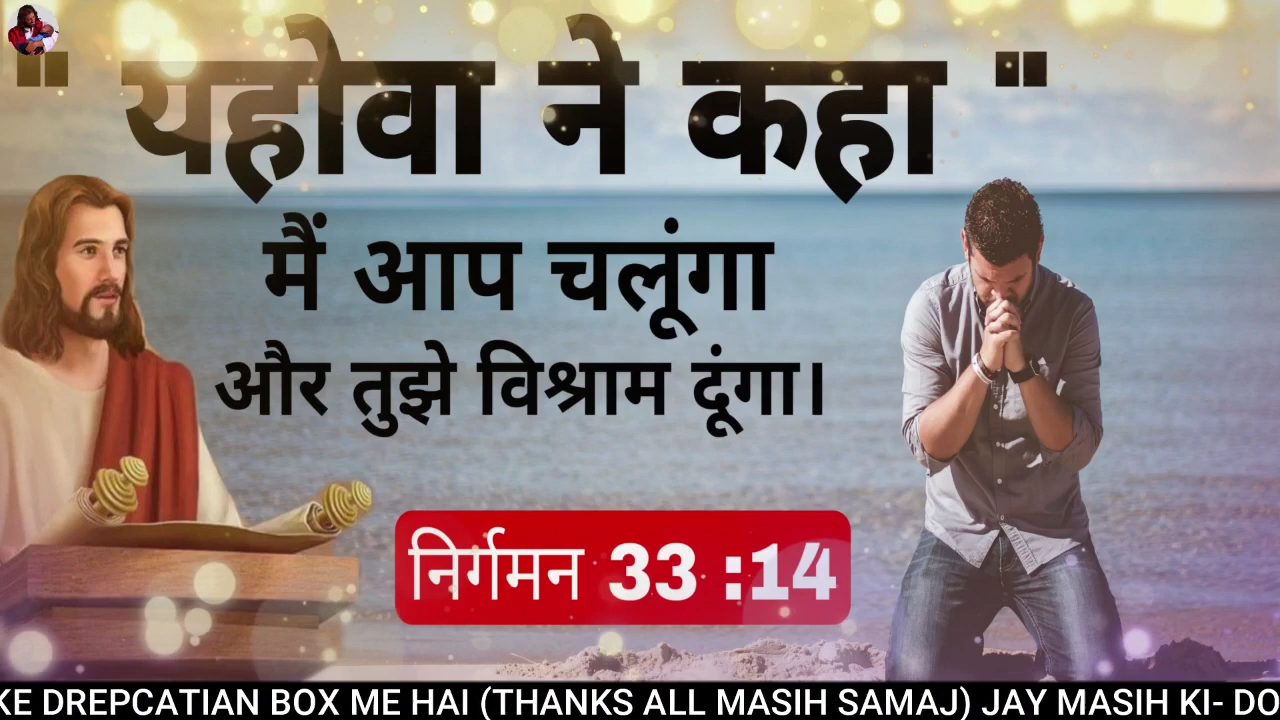 " यहोवा ने कहा "
मैं आप चलूंगा
और तुझे विश्राम दूंगा।
निर्गमन 33 :14
KE DREPCATIAN BOX ME HAI (THANKS ALL MASIH SAMAJ) JAY MASIH KI- DO